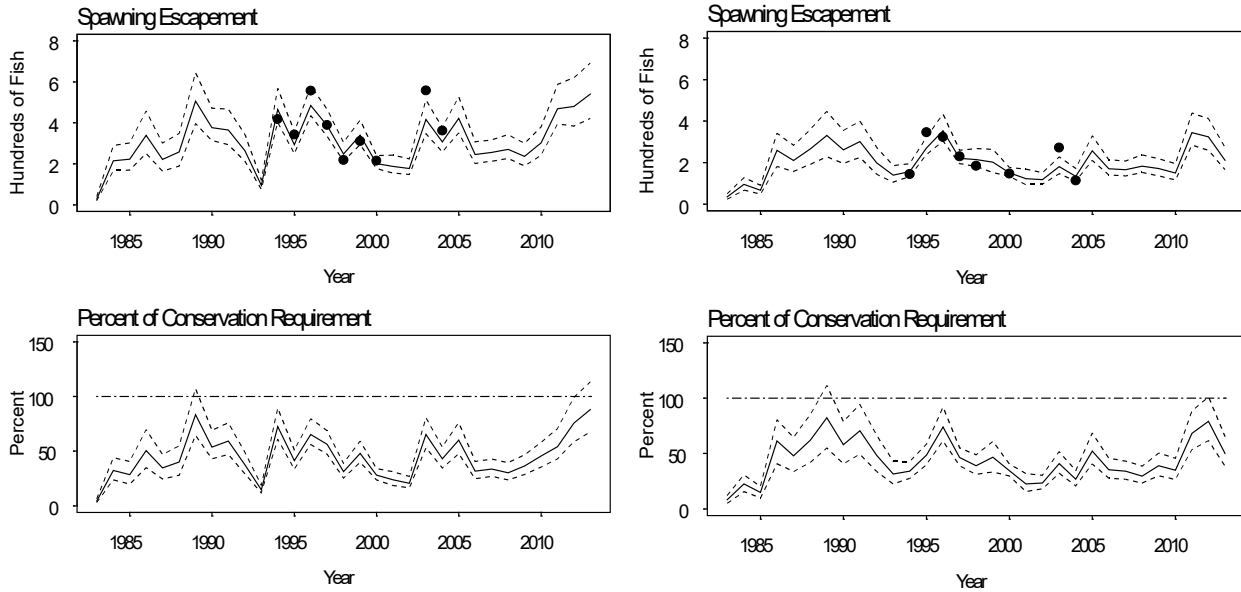 Spawning Escapement
Hundreds of Fish
8
6
4
2
0
1985 1990 1995 2000 2005 2010
Year
Spawning Escapement
Hundreds of Fish
8
6
4
2
0
1985 1990 1995 2000 2005 2010
Year
Percent of Conservation Requirement
Percent
150
100
50
0
1985 1990 1995 2000 2005 2010
Year
Percent of Conservation Requirement
Percent
150
100
50
0
1985 1990 1995 2000 2005 2010
Year